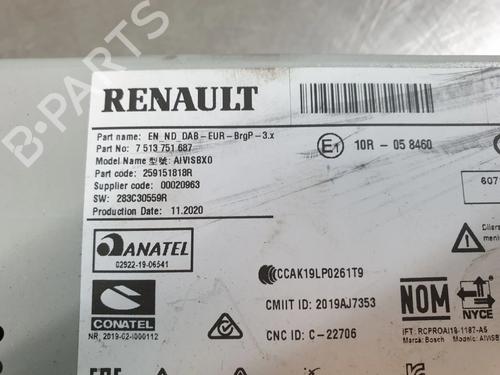 B-PARTS
RENAULT
Part name: EN_ND_DAB-EUR-BrgP-3.x
Part No: 7 513 751 687
Model Name 型號: AIVISBX0
Part code: 259151818R
Supplier code: 00020963
SW: 283C30559R
Production Date: 11.2020
E1 10R - 05 8460
607
ANATEL
02922-19-06541
CCAK19LP0261T9
CONATEL
NR. 2019-02-I000112
CMIIT ID: 2019AJ7353
CNC ID: C-22706
NOM
NYCE
IFT: RCPROAI19-1187-A5
Marca: Bosch Modelo: AIVISBX